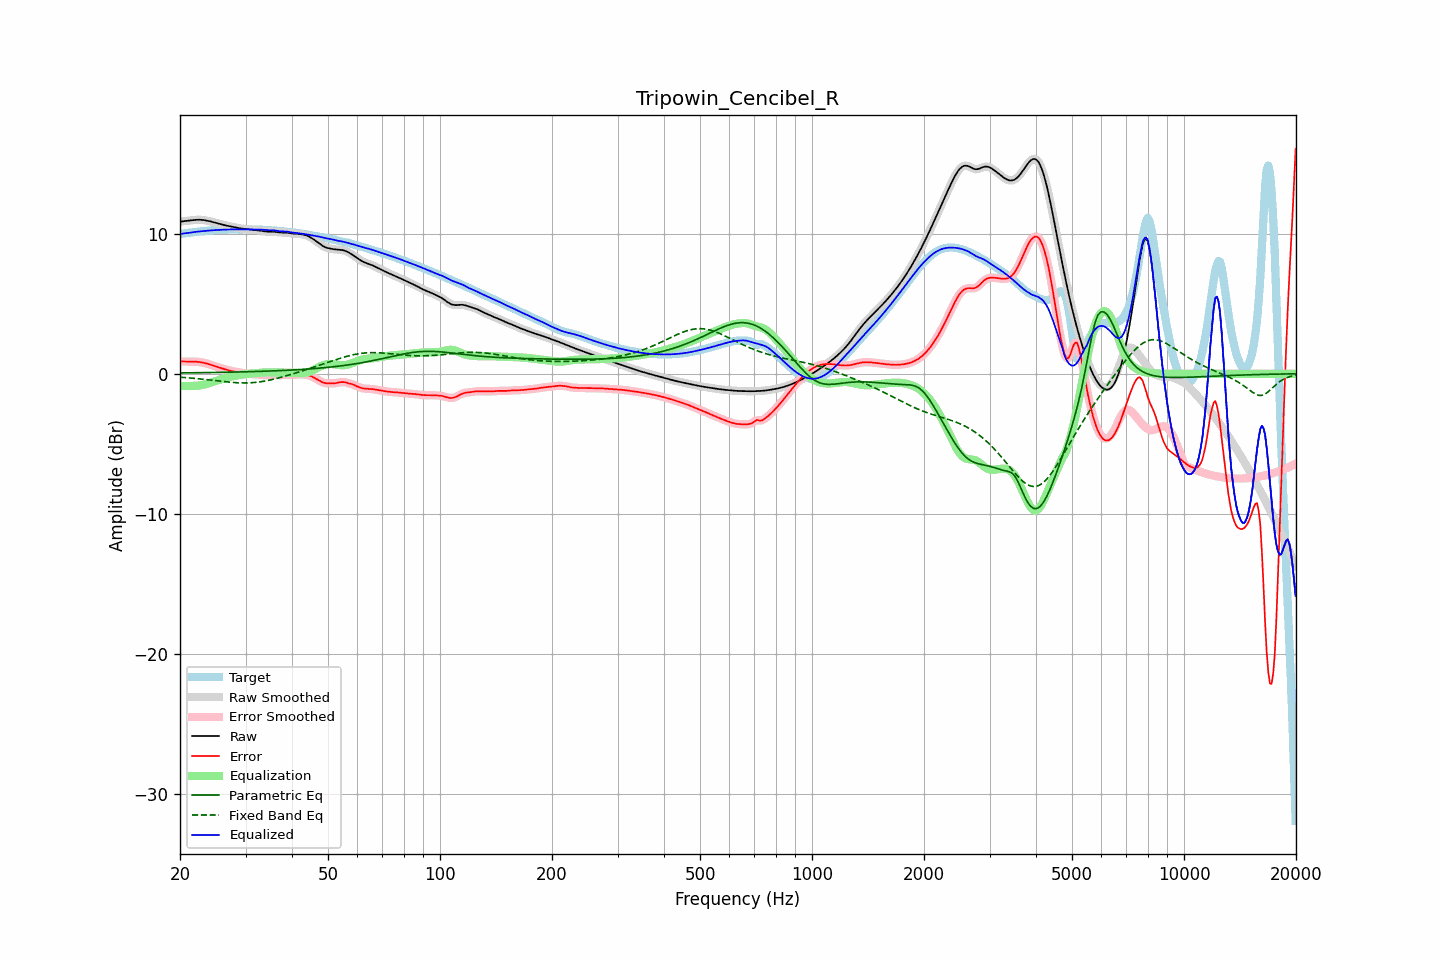 Tripowin_Cencibel_R
Amplitude (dBr)
10
0
−10
−20
−30
Target
Raw Smoothed
Error Smoothed
Raw
Error
Equalization
Parametric Eq
Fixed Band Eq
Equalized
20 50 100 200 500 1000 2000 5000 10000 20000
Frequency (Hz)